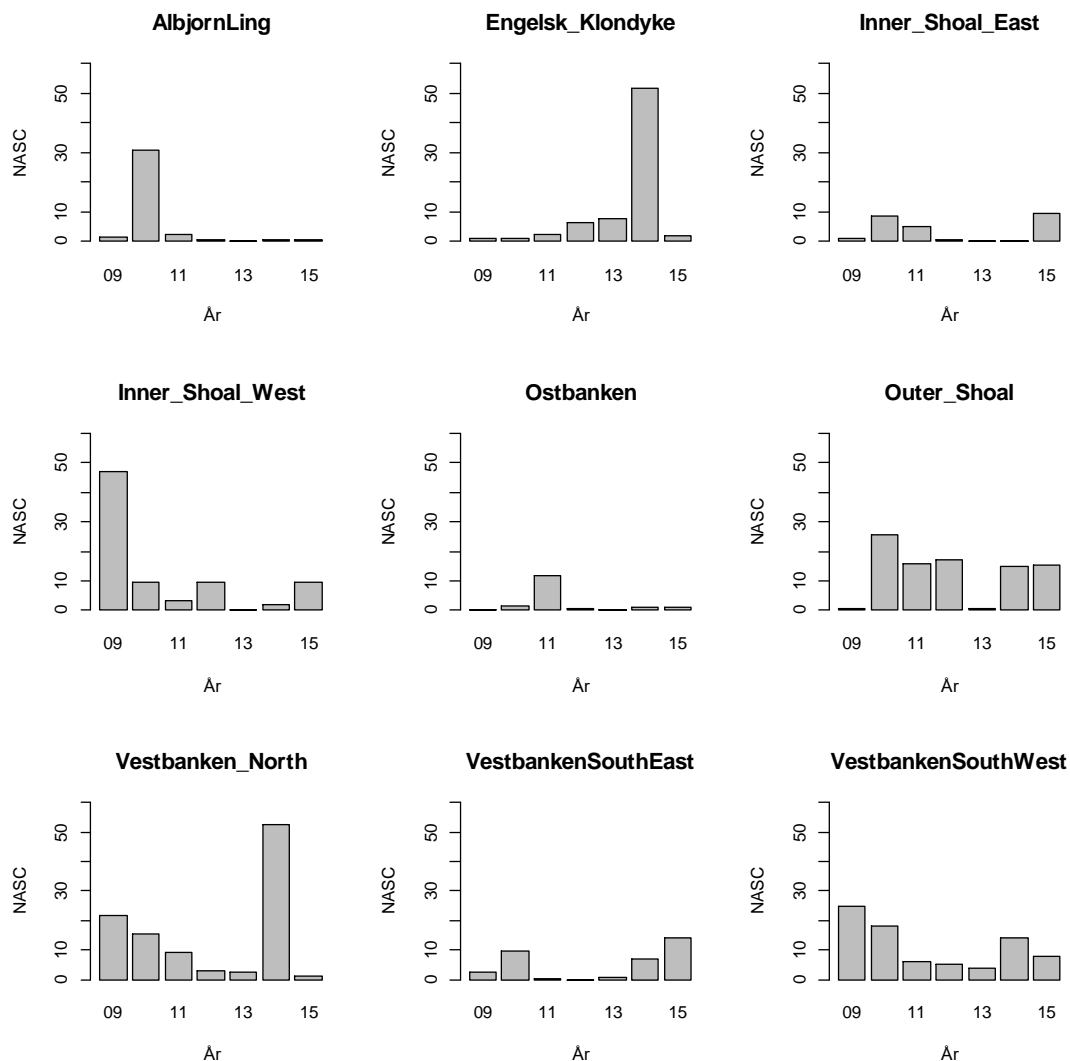 AlbjornLing
NASC
50
30
10
0
09 11 13 15
År
Engelsk_Klondyke
NASC
50
30
10
0
09 11 13 15
År
Inner_Shoal_East
NASC
50
30
10
0
09 11 13 15
År
Inner_Shoal_West
NASC
50
30
10
0
09 11 13 15
År
Ostbanken
NASC
50
30
10
0
09 11 13 15
År
Outer_Shoal
NASC
50
30
10
0
09 11 13 15
År
Vestbanken_North
NASC
50
30
10
0
09 11 13 15
År
VestbankenSouthEast
NASC
50
30
10
0
09 11 13 15
År
VestbankenSouthWest
NASC
50
30
10
0
09 11 13 15
År